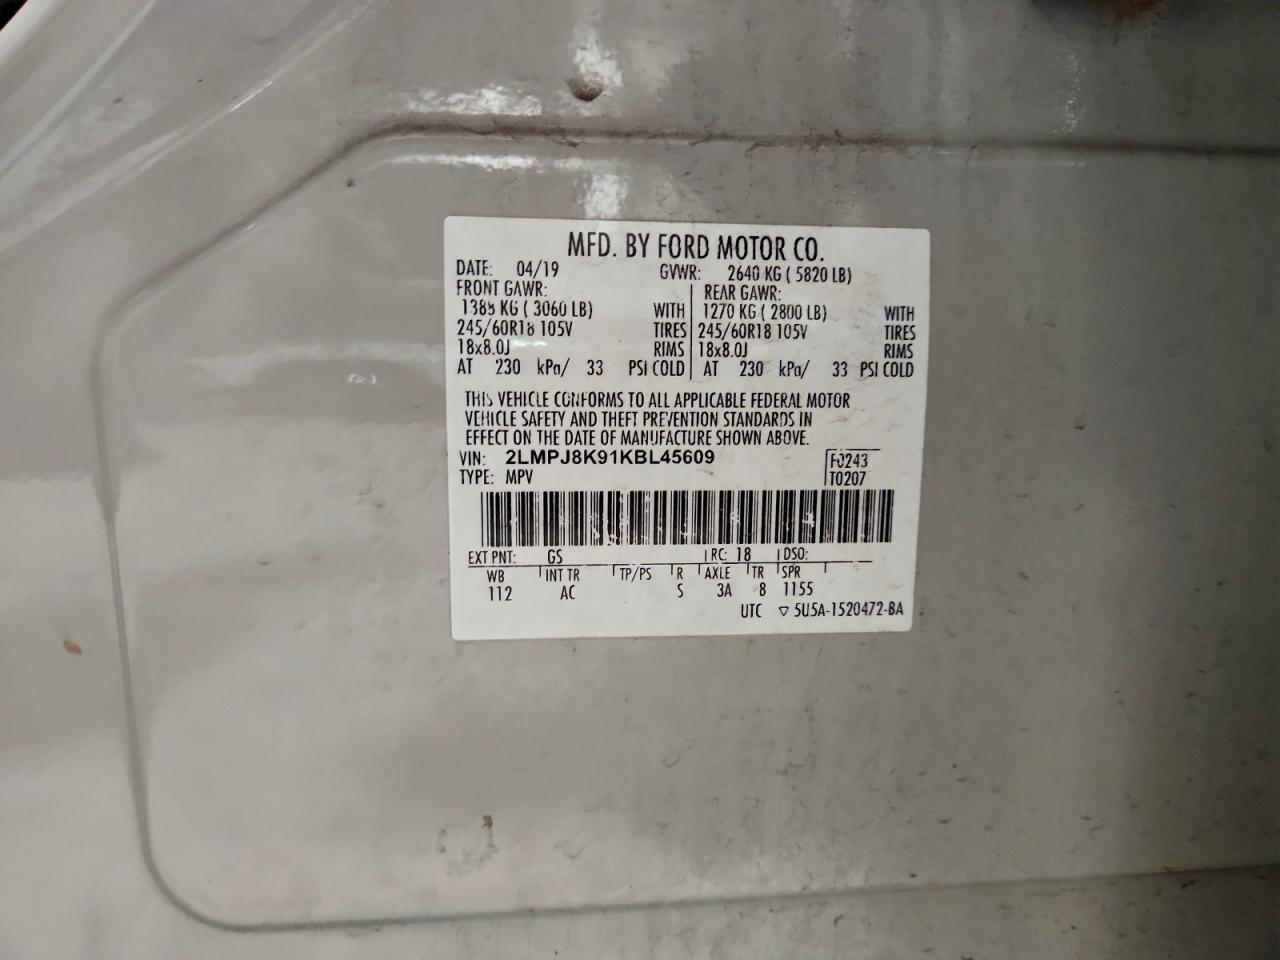 MFD. BY FORD MOTOR CO.
DATE: 04/19 GVWR: 2640 KG ( 5820 LB)
FRONT GAWR: REAR GAWR:
1388 KG ( 3060 LB) WITH 1270 KG ( 2800 LB) WITH
245/60R18 105V TIRES 245/60R18 105V TIRES
18x8.0J RIMS 18x8.0J RIMS
AT 230 kPa/ 33 PSI COLD AT 230 kPa/ 33 PSI COLD
THIS VEHICLE CONFORMS TO ALL APPLICABLE FEDERAL MOTOR
VEHICLE SAFETY AND THEFT PREVENTION STANDARDS IN
EFFECT ON THE DATE OF MANUFACTURE SHOWN ABOVE.
VIN: 2LMPJ8K91KBL45609 F0243
TYPE: MPV T0207
EXT PNT: GS RC: 18 DSO:
WB INT TR TP/PS R AXLE TR SPR
112 AC S 3A 8 1155
UTC ▽ 5U5A-1520472-BA